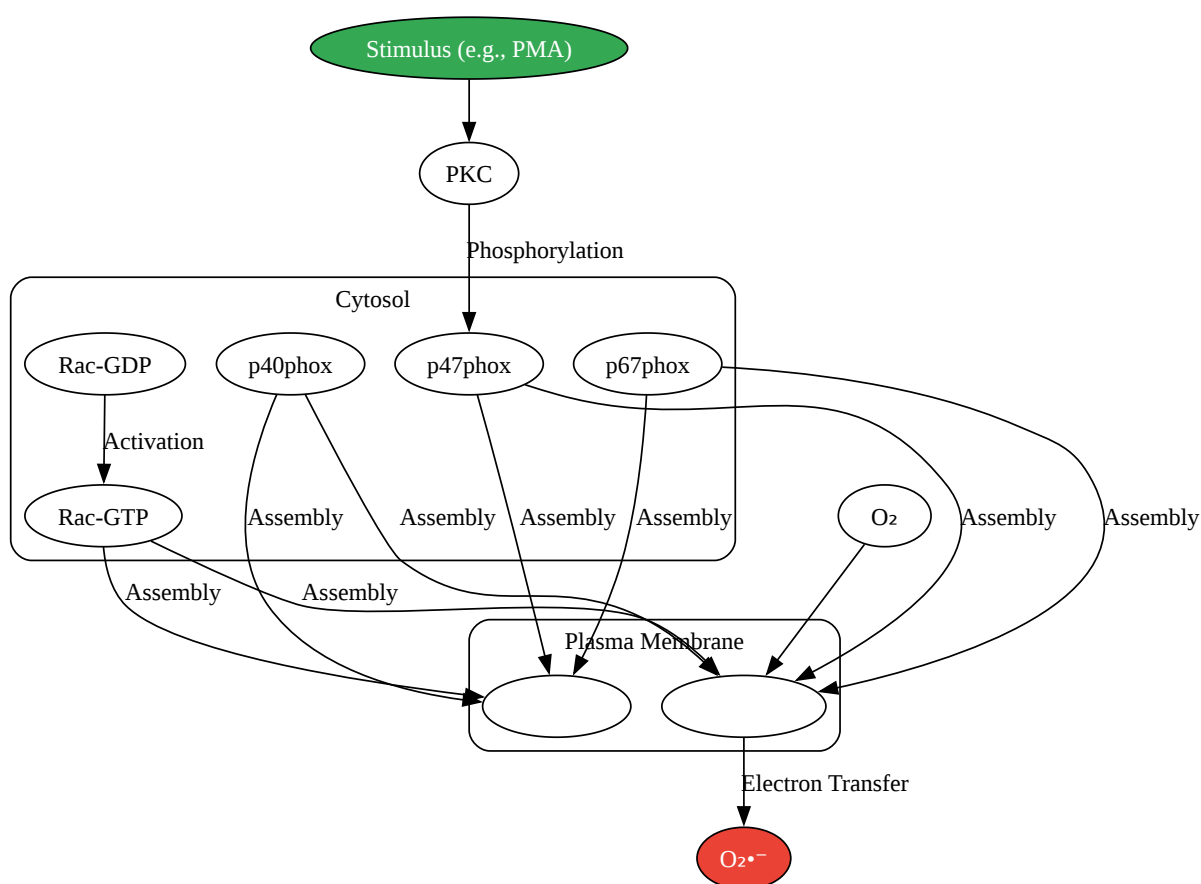 Stimulus (e.g., PMA)
PKC
Phosphorylation
Cytosol
Rac-GDP
p40phox
p47phox
p67phox
Activation
Rac-GTP
Assembly
Assembly
Assembly
Assembly
O₂
Assembly
Assembly
Assembly
Assembly
Plasma Membrane
Electron Transfer
O₂•⁻